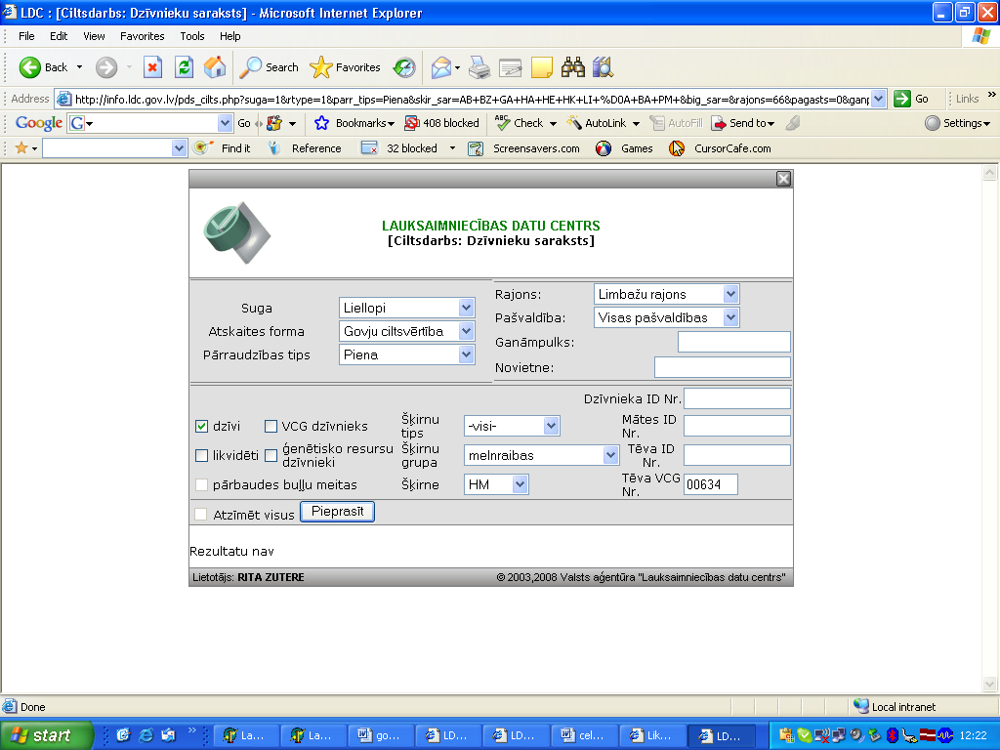 LDC : [Ciltsdarbs: Dzīvnieku saraksts] - Microsoft Internet Explorer
File Edit View Favorites Tools Help
Back Search Favorites
Address http://info.ldc.gov.lv/pds_cilts.php?suga=1&rtype=1&parr_tips=Piena&skir_sar=AB+BZ+GA+HA+HE+HK+LI+%D0A+BA+PM+&big_sar=&rajons=66&pagasts=0&ganp Go Links »
Google G Go Bookmarks 408 blocked Check AutoLink AutoFill Send to Settings
Find it Reference 32 blocked Screensavers.com Games CursorCafe.com
LAUKSAIMNIECĪBAS DATU CENTRS
[Ciltsdarbs: Dzīvnieku saraksts]
Suga Liellopi
Atskaites forma Govju ciltsvērtība
Pārraudzības tips Piena
Rajons: Limbažu rajons
Pašvaldība: Visas pašvaldības
Ganāmpulks:
Novietne:
Dzīvnieka ID Nr.
dzīvi VCG dzīvnieks Šķirnu tips -visi- Mātes ID Nr.
likvidēti ģenētisko resursu dzīvnieki Šķirnu grupa melnraibas Tēva ID Nr.
pārbaudes buļļu meitas Šķirne HM Tēva VCG Nr. 00634
Atzīmēt visus Pieprasīt
Rezultatu nav
Lietotājs: RITA ZUTERE © 2003,2008 Valsts aģentūra "Lauksaimniecības datu centrs"
Done Local intranet
start » La... La... go... LD... LD... cel... Lik... LD... 12:22